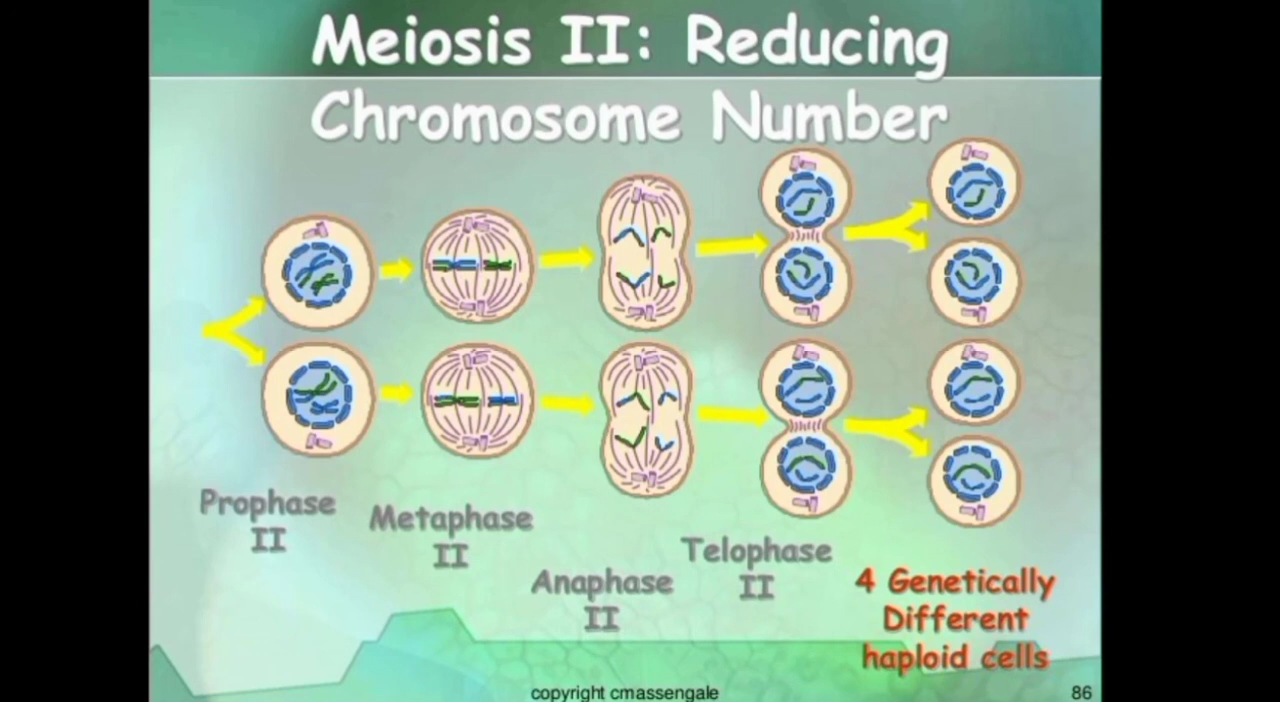 Meiosis II: Reducing
Chromosome Number
Prophase
II
Metaphase
II
Anaphase
II
Telophase
II
4 Genetically
Different
haploid cells
copyright cmassengale
86